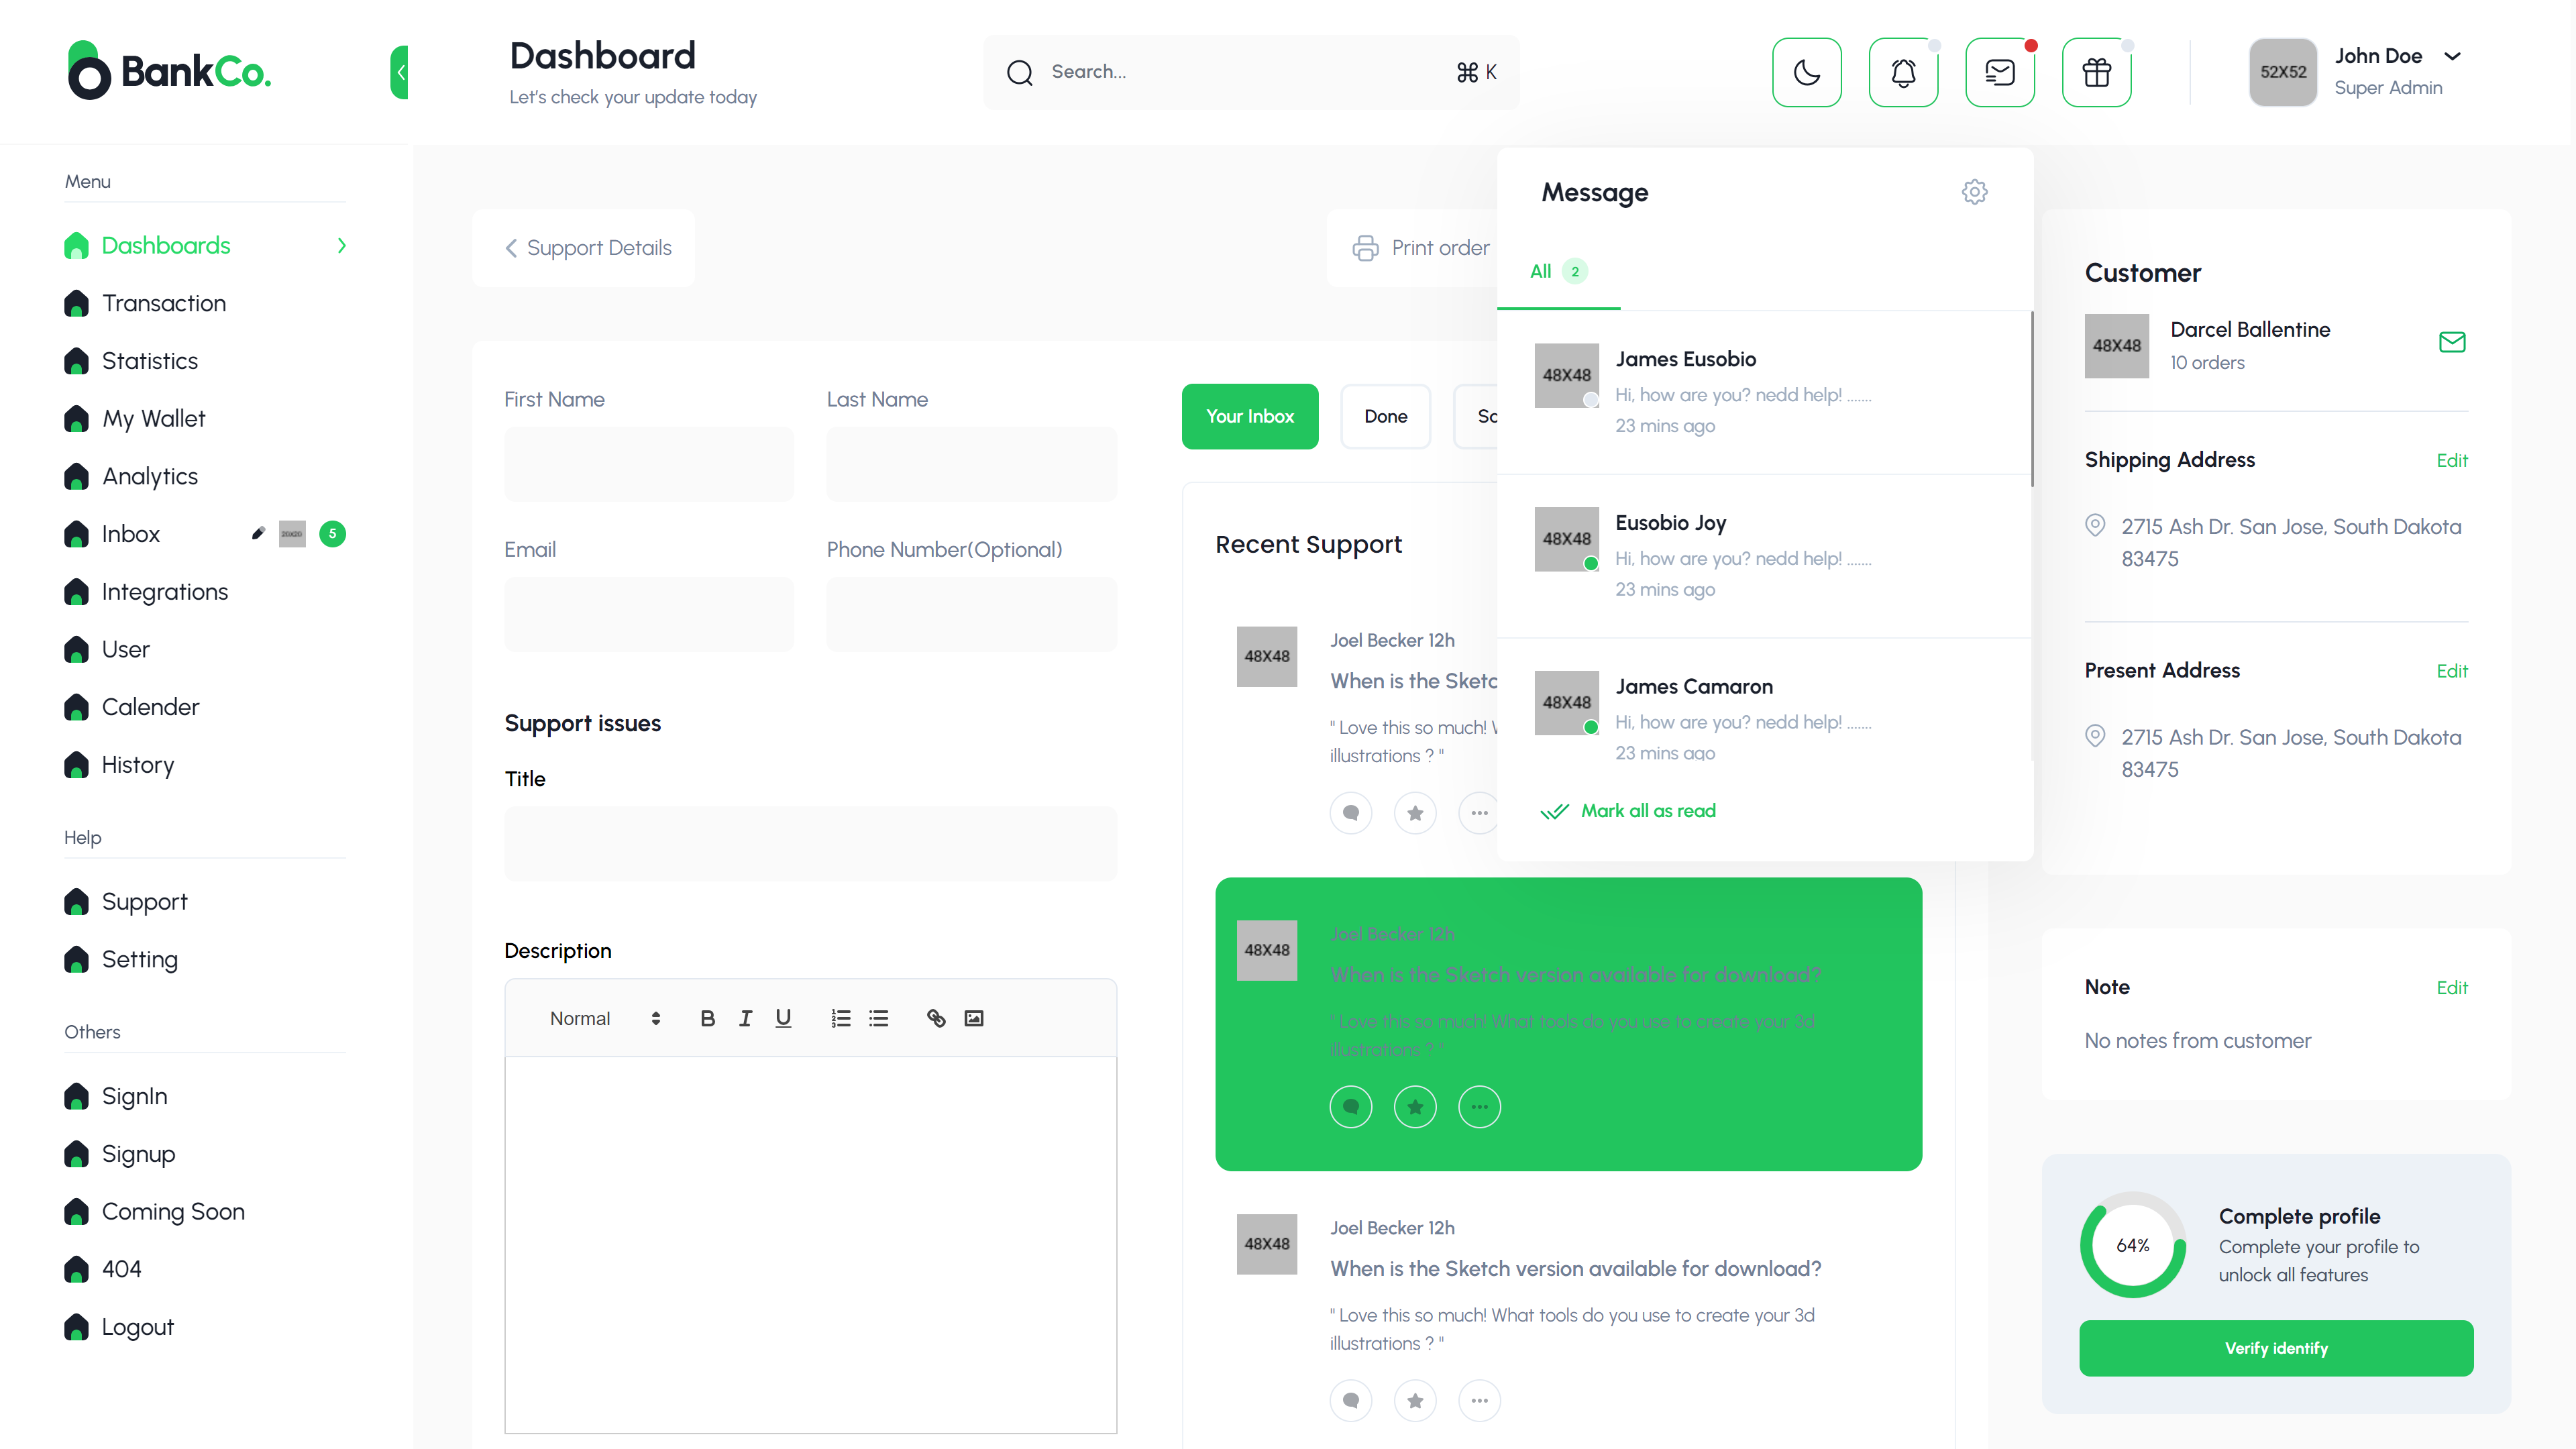 BankCo.
Dashboard
Let's check your update today
Search...
⌘ K
52X52
John Doe
Super Admin
Menu
Dashboards
Transaction
Statistics
My Wallet
Analytics
Inbox
5
Integrations
User
Calender
History
Help
Support
Setting
Others
SignIn
Signup
Coming Soon
404
Logout
Support Details
Print order
First Name
Last Name
Email
Phone Number(Optional)
Support issues
Title
Description
Normal
Your Inbox
Done
Recent Support
48X48
Joel Becker 12h
When is the Sketc
" Love this so much! W
illustrations ? "
48X48
Joel Becker 12h
When is the Sketch version available for download?
" Love this so much! What tools do you use to create your 3d
illustrations ? "
48X48
Joel Becker 12h
When is the Sketch version available for download?
" Love this so much! What tools do you use to create your 3d
illustrations ? "
Message
All 2
48X48
James Eusobio
Hi, how are you? nedd help! .......
23 mins ago
48X48
Eusobio Joy
Hi, how are you? nedd help! .......
23 mins ago
48X48
James Camaron
Hi, how are you? nedd help! .......
23 mins ago
Mark all as read
Customer
48X48
Darcel Ballentine
10 orders
Shipping Address
Edit
2715 Ash Dr. San Jose, South Dakota
83475
Present Address
Edit
2715 Ash Dr. San Jose, South Dakota
83475
Note
Edit
No notes from customer
64%
Complete profile
Complete your profile to
unlock all features
Verify identify